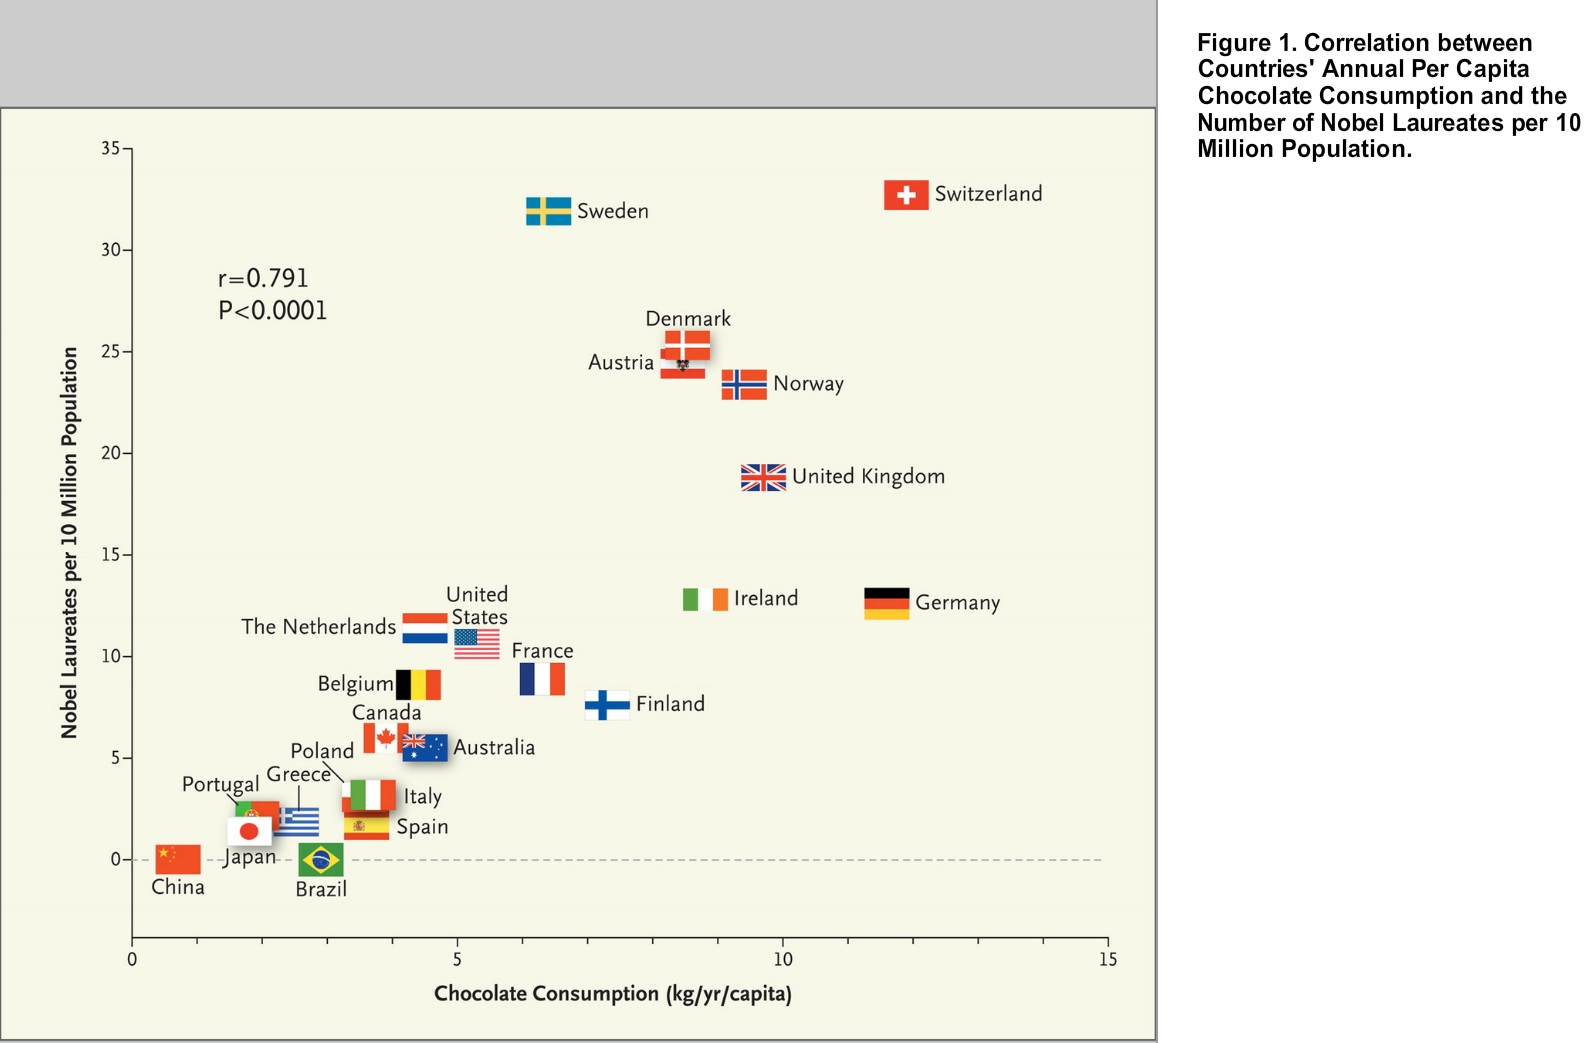 Figure 1. Correlation between
Countries' Annual Per Capita
Chocolate Consumption and the
Number of Nobel Laureates per 10
Million Population.
35
Switzerland
Sweden
30
r=0.791
P<0.0001
Denmark
25
Austria
Norway
20
United Kingdom
15
United
States
Ireland
Germany
The Netherlands
10
France
Belgium
Finland
Canada
Australia
5
Poland
Greece
Portugal
Italy
Spain
0
Japan
China
Brazil
0
5
10
15
Nobel Laureates per 10 Million Population
Chocolate Consumption (kg/yr/capita)